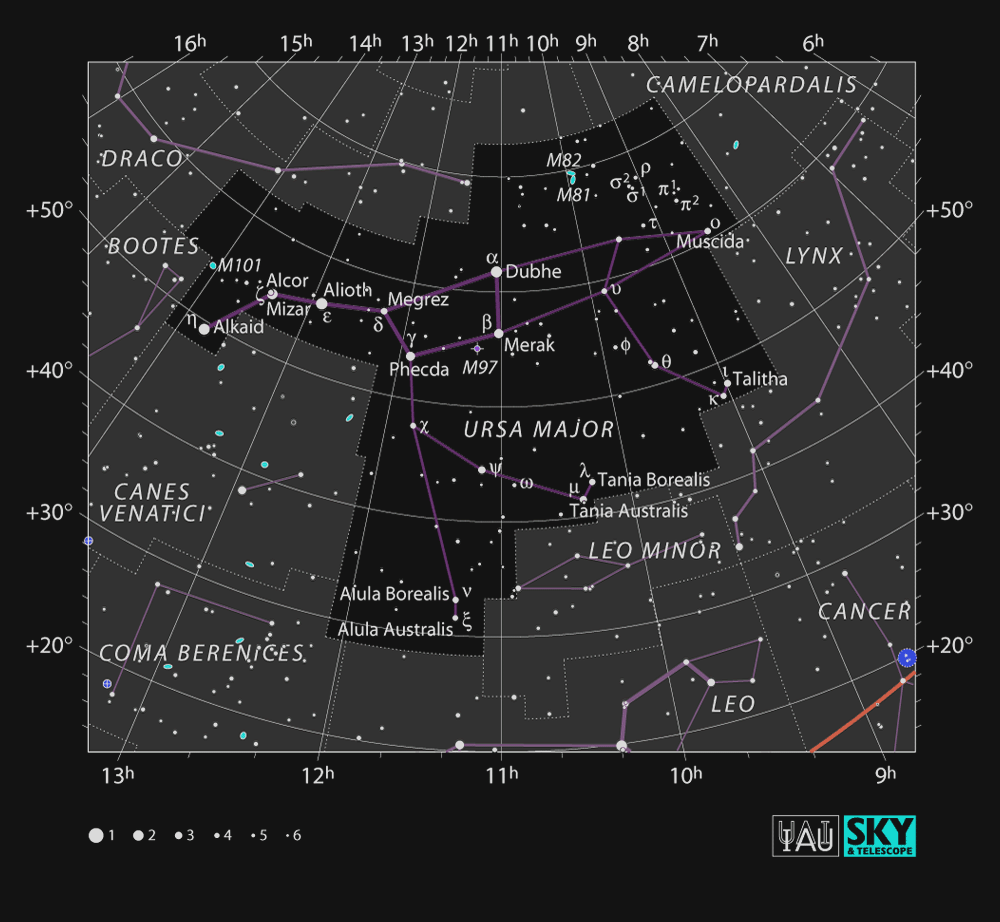 16h 15h 14h 13h 12h 11h 10h 9h 8h 7h 6h
CAMELOPARDALIS
DRACO
M82
M81
ρ
σ² σ¹ π¹ π²
τ ο
+50° +50°
BOOTES
M101
Muscida
LYNX
α Dubhe
Alcor
ζ Mizar
Alioth
ε
Megrez
δ
υ
η Alkaid
β Merak
γ
Phecda
M97
φ θ
+40° +40°
ι Talitha
κ
χ
URSA MAJOR
ψ ω
λ Tania Borealis
μ
Tania Australis
CANES
VENATICI
+30° +30°
LEO MINOR
Alula Borealis ν
Alula Australis ξ
CANCER
+20° +20°
COMA BERENICES
LEO
13h 12h 11h 10h 9h
1 2 3 4 5 6
IAU
SKY
& TELESCOPE